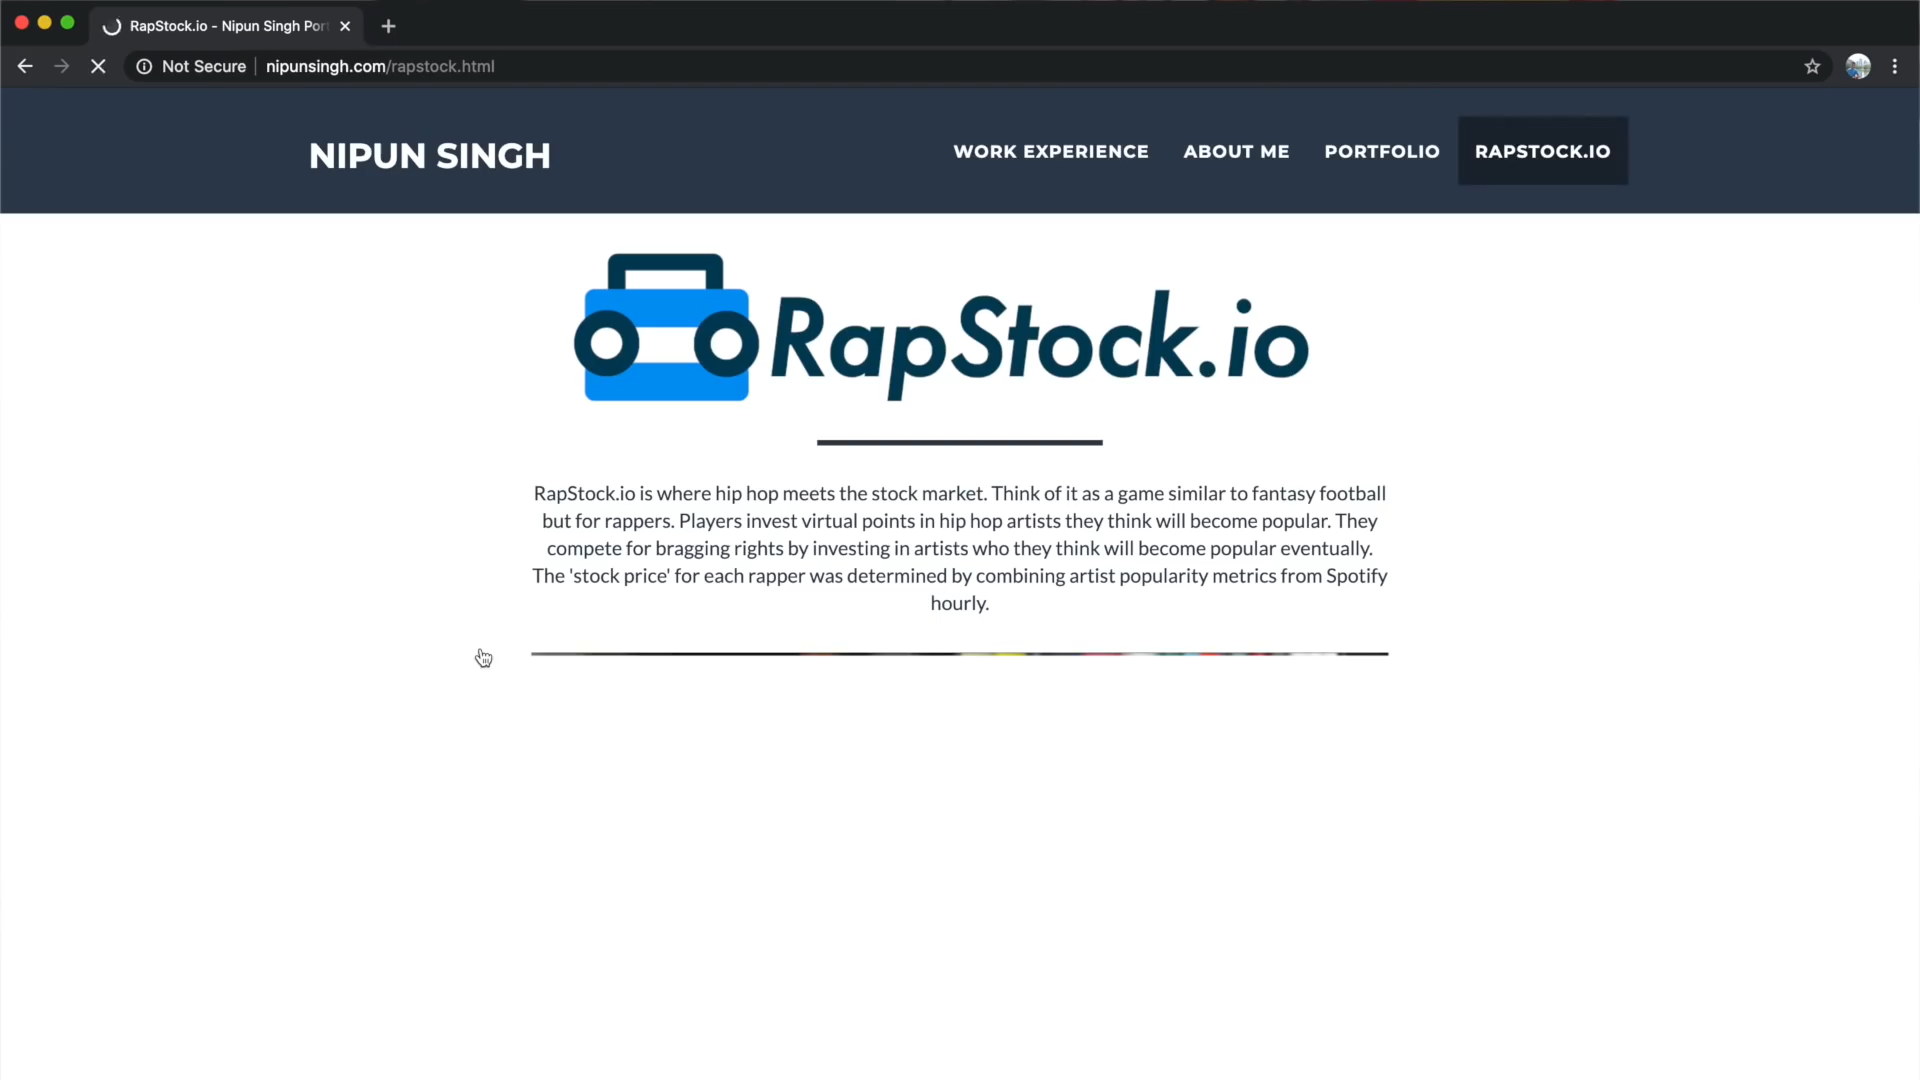 RapStock.io - Nipun Singh Por
Not Secure nipunsingh.com/rapstock.html
NIPUN SINGH
WORK EXPERIENCE ABOUT ME PORTFOLIO RAPSTOCK.IO
RapStock.io
RapStock.io is where hip hop meets the stock market. Think of it as a game similar to fantasy football
but for rappers. Players invest virtual points in hip hop artists they think will become popular. They
compete for bragging rights by investing in artists who they think will become popular eventually.
The 'stock price' for each rapper was determined by combining artist popularity metrics from Spotify
hourly.